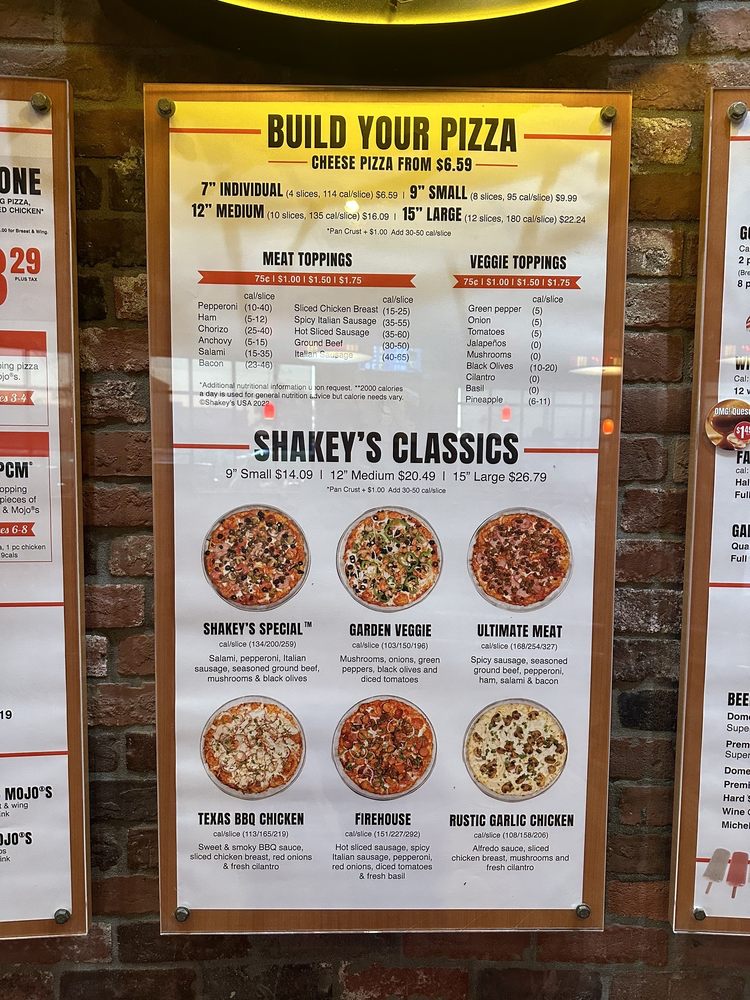 BUILD YOUR PIZZA
CHEESE PIZZA FROM $6.59
7" INDIVIDUAL (4 slices, 114 cal/slice) $6.59 | 9" SMALL (8 slices, 95 cal/slice) $9.99
12" MEDIUM (10 slices, 135 cal/slice) $16.09 | 15" LARGE (12 slices, 180 cal/slice) $22.24
*Pan Crust + $1.00 Add 30-50 cal/slice
MEAT TOPPINGS
75¢ | $1.00 | $1.50 | $1.75
cal/slice
cal/slice
Pepperoni (10-40)
Ham (5-12)
Chorizo (25-40)
Anchovy (5-15)
Salami (15-35)
Bacon (23-46)
Sliced Chicken Breast (15-25)
Spicy Italian Sausage (35-55)
Hot Sliced Sausage (35-60)
Ground Beef (30-50)
Italian Sausage (40-65)
VEGGIE TOPPINGS
75¢ | $1.00 | $1.50 | $1.75
cal/slice
Green pepper (5)
Onion (5)
Tomatoes (5)
Jalapeños (0)
Mushrooms (0)
Black Olives (10-20)
Cilantro (0)
Basil (0)
Pineapple (6-11)
*Additional nutritional information upon request. **2000 calories
a day is used for general nutrition advice but calorie needs vary.
©Shakey's USA 2022
SHAKEY'S CLASSICS
9" Small $14.09 | 12" Medium $20.49 | 15" Large $26.79
*Pan Crust + $1.00 Add 30-50 cal/slice
SHAKEY'S SPECIAL™
cal/slice (134/200/259)
Salami, pepperoni, Italian
sausage, seasoned ground beef,
mushrooms & black olives
GARDEN VEGGIE
cal/slice (103/150/196)
Mushrooms, onions, green
peppers, black olives and
diced tomatoes
ULTIMATE MEAT
cal/slice (168/254/327)
Spicy sausage, seasoned
ground beef, pepperoni,
ham, salami & bacon
TEXAS BBQ CHICKEN
cal/slice (113/165/219)
Sweet & smoky BBQ sauce,
sliced chicken breast, red onions
& fresh cilantro
FIREHOUSE
cal/slice (151/227/292)
Hot sliced sausage, spicy
Italian sausage, pepperoni,
red onions, diced tomatoes
& fresh basil
RUSTIC GARLIC CHICKEN
cal/slice (108/158/206)
Alfredo sauce, sliced
chicken breast, mushrooms and
fresh cilantro